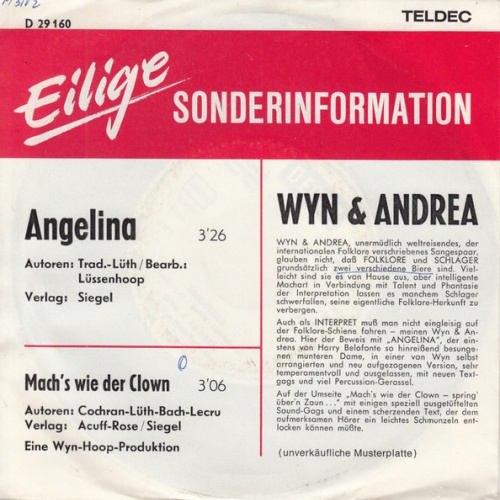 M 3102
D 29 160
TELDEC
Eilige SONDERINFORMATION
Angelina 3'26
Autoren: Trad.-Lüth/Bearb.:
Lüssenhoop
Verlag: Siegel
O
Mach's wie der Clown 3'06
Autoren: Cochran-Lüth-Bach-Lecru
Verlag: Acuff-Rose/Siegel
Eine Wyn-Hoop-Produktion
WYN & ANDREA
WYN & ANDREA, unermüdlich weltreisendes, der
internationalen Folklore verschriebenes Sangespaar,
glauben nicht, daß FOLKLORE und SCHLAGER
grundsätzlich zwei verschiedene Biere sind. Viel-
leicht sind sie es von Hause aus, aber intelligente
Machart in Verbindung mit Talent und Phantasie
der Interpretation lassen es manchem Schlager
schwerfallen, seine eigentliche Folklore-Herkunft zu
verbergen.
Auch als INTERPRET muß man nicht eingleisig auf
der Folklore-Schiene fahren – meinen Wyn & An-
drea. Hier der Beweis mit „ANGELINA", der ein-
stens von Harry Belafonte so hinreißend besunge-
nen munteren Dame, in einer von Wyn selbst
arrangierten und neu aufgezogenen Version, sehr
temperamentvoll und ausgelassen, mit neuen Text-
gags und viel Percussion-Gerassel.
Auf der Umseite „Mach's wie der Clown – spring'
über'n Zaun . . ." mit einigen speziell ausgetüftelten
Sound-Gags und einem scherzenden Text, der dem
aufmerksamen Hörer ein leichtes Schmunzeln ent-
locken können müßte.
(unverkäufliche Musterplatte)